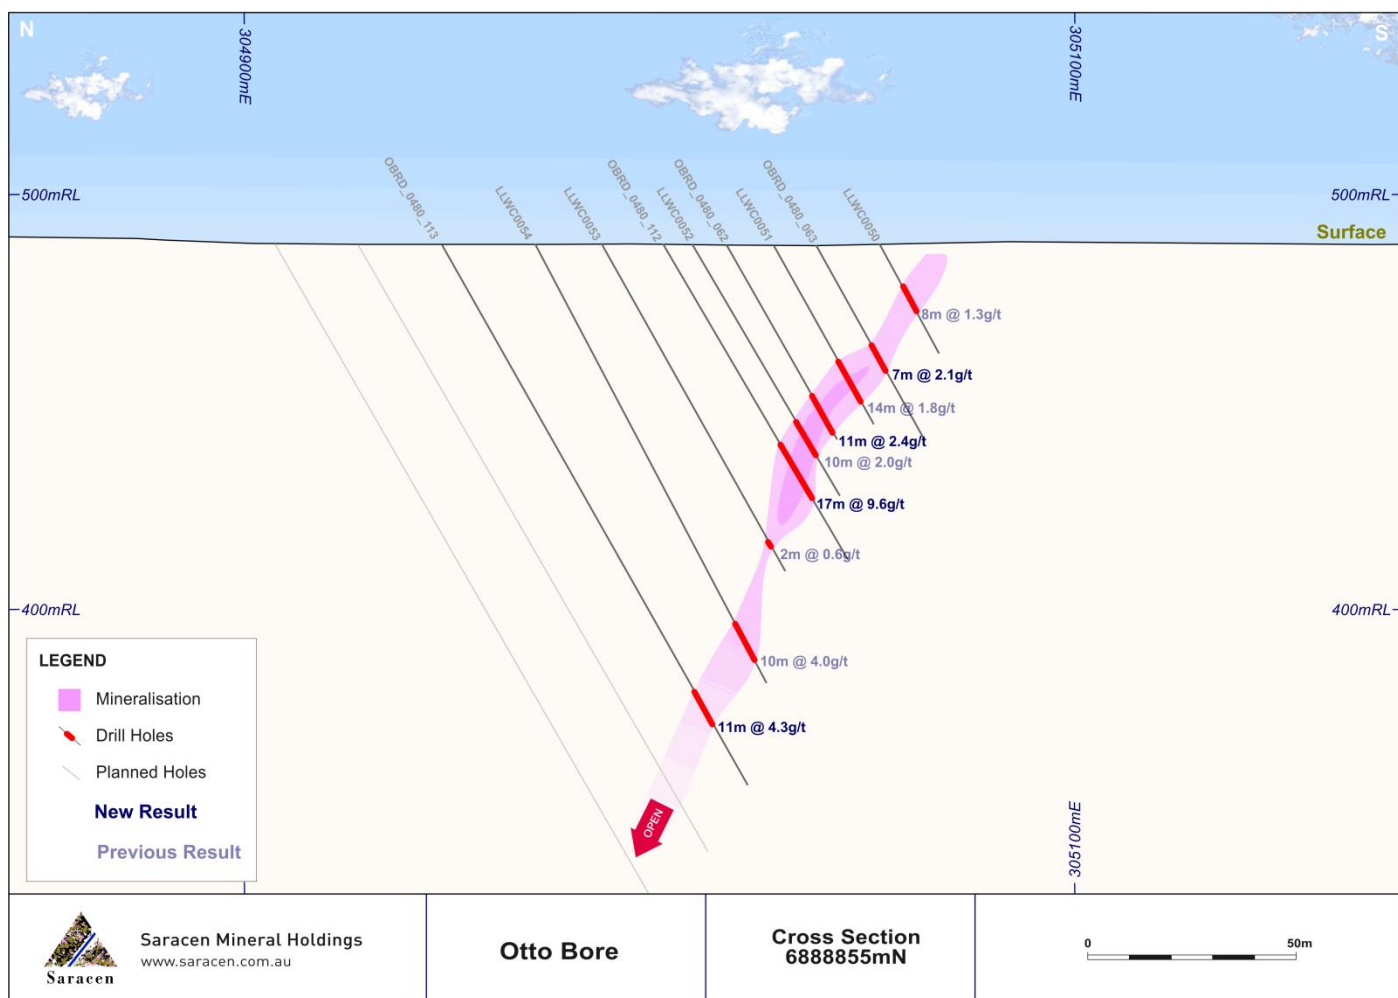 N
S
304900mE
305100mE
500mRL
500mRL
Surface
OBRD_0480_113
LLWC0054
LLWC0053
OBRD_0480_112
LLWC0052
OBRD_0480_062
LLWC0051
OBRD_0480_063
LLWC0050
8m @ 1.3g/t
7m @ 2.1g/t
14m @ 1.8g/t
11m @ 2.4g/t
10m @ 2.0g/t
17m @ 9.6g/t
2m @ 0.6g/t
400mRL
400mRL
10m @ 4.0g/t
11m @ 4.3g/t
OPEN
305100mE
LEGEND
Mineralisation
Drill Holes
Planned Holes
New Result
Previous Result
Saracen
Saracen Mineral Holdings
www.saracen.com.au
Otto Bore
Cross Section
6888855mN
0 50m